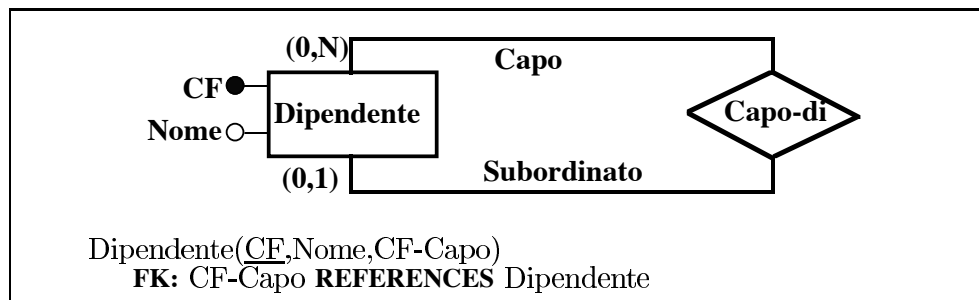 (0,N)
Capo
CF
Dipendente
Capo-di
Nome
(0,1)
Subordinato
Dipendente(CF,Nome,CF-Capo)
FK: CF-Capo REFERENCES Dipendente